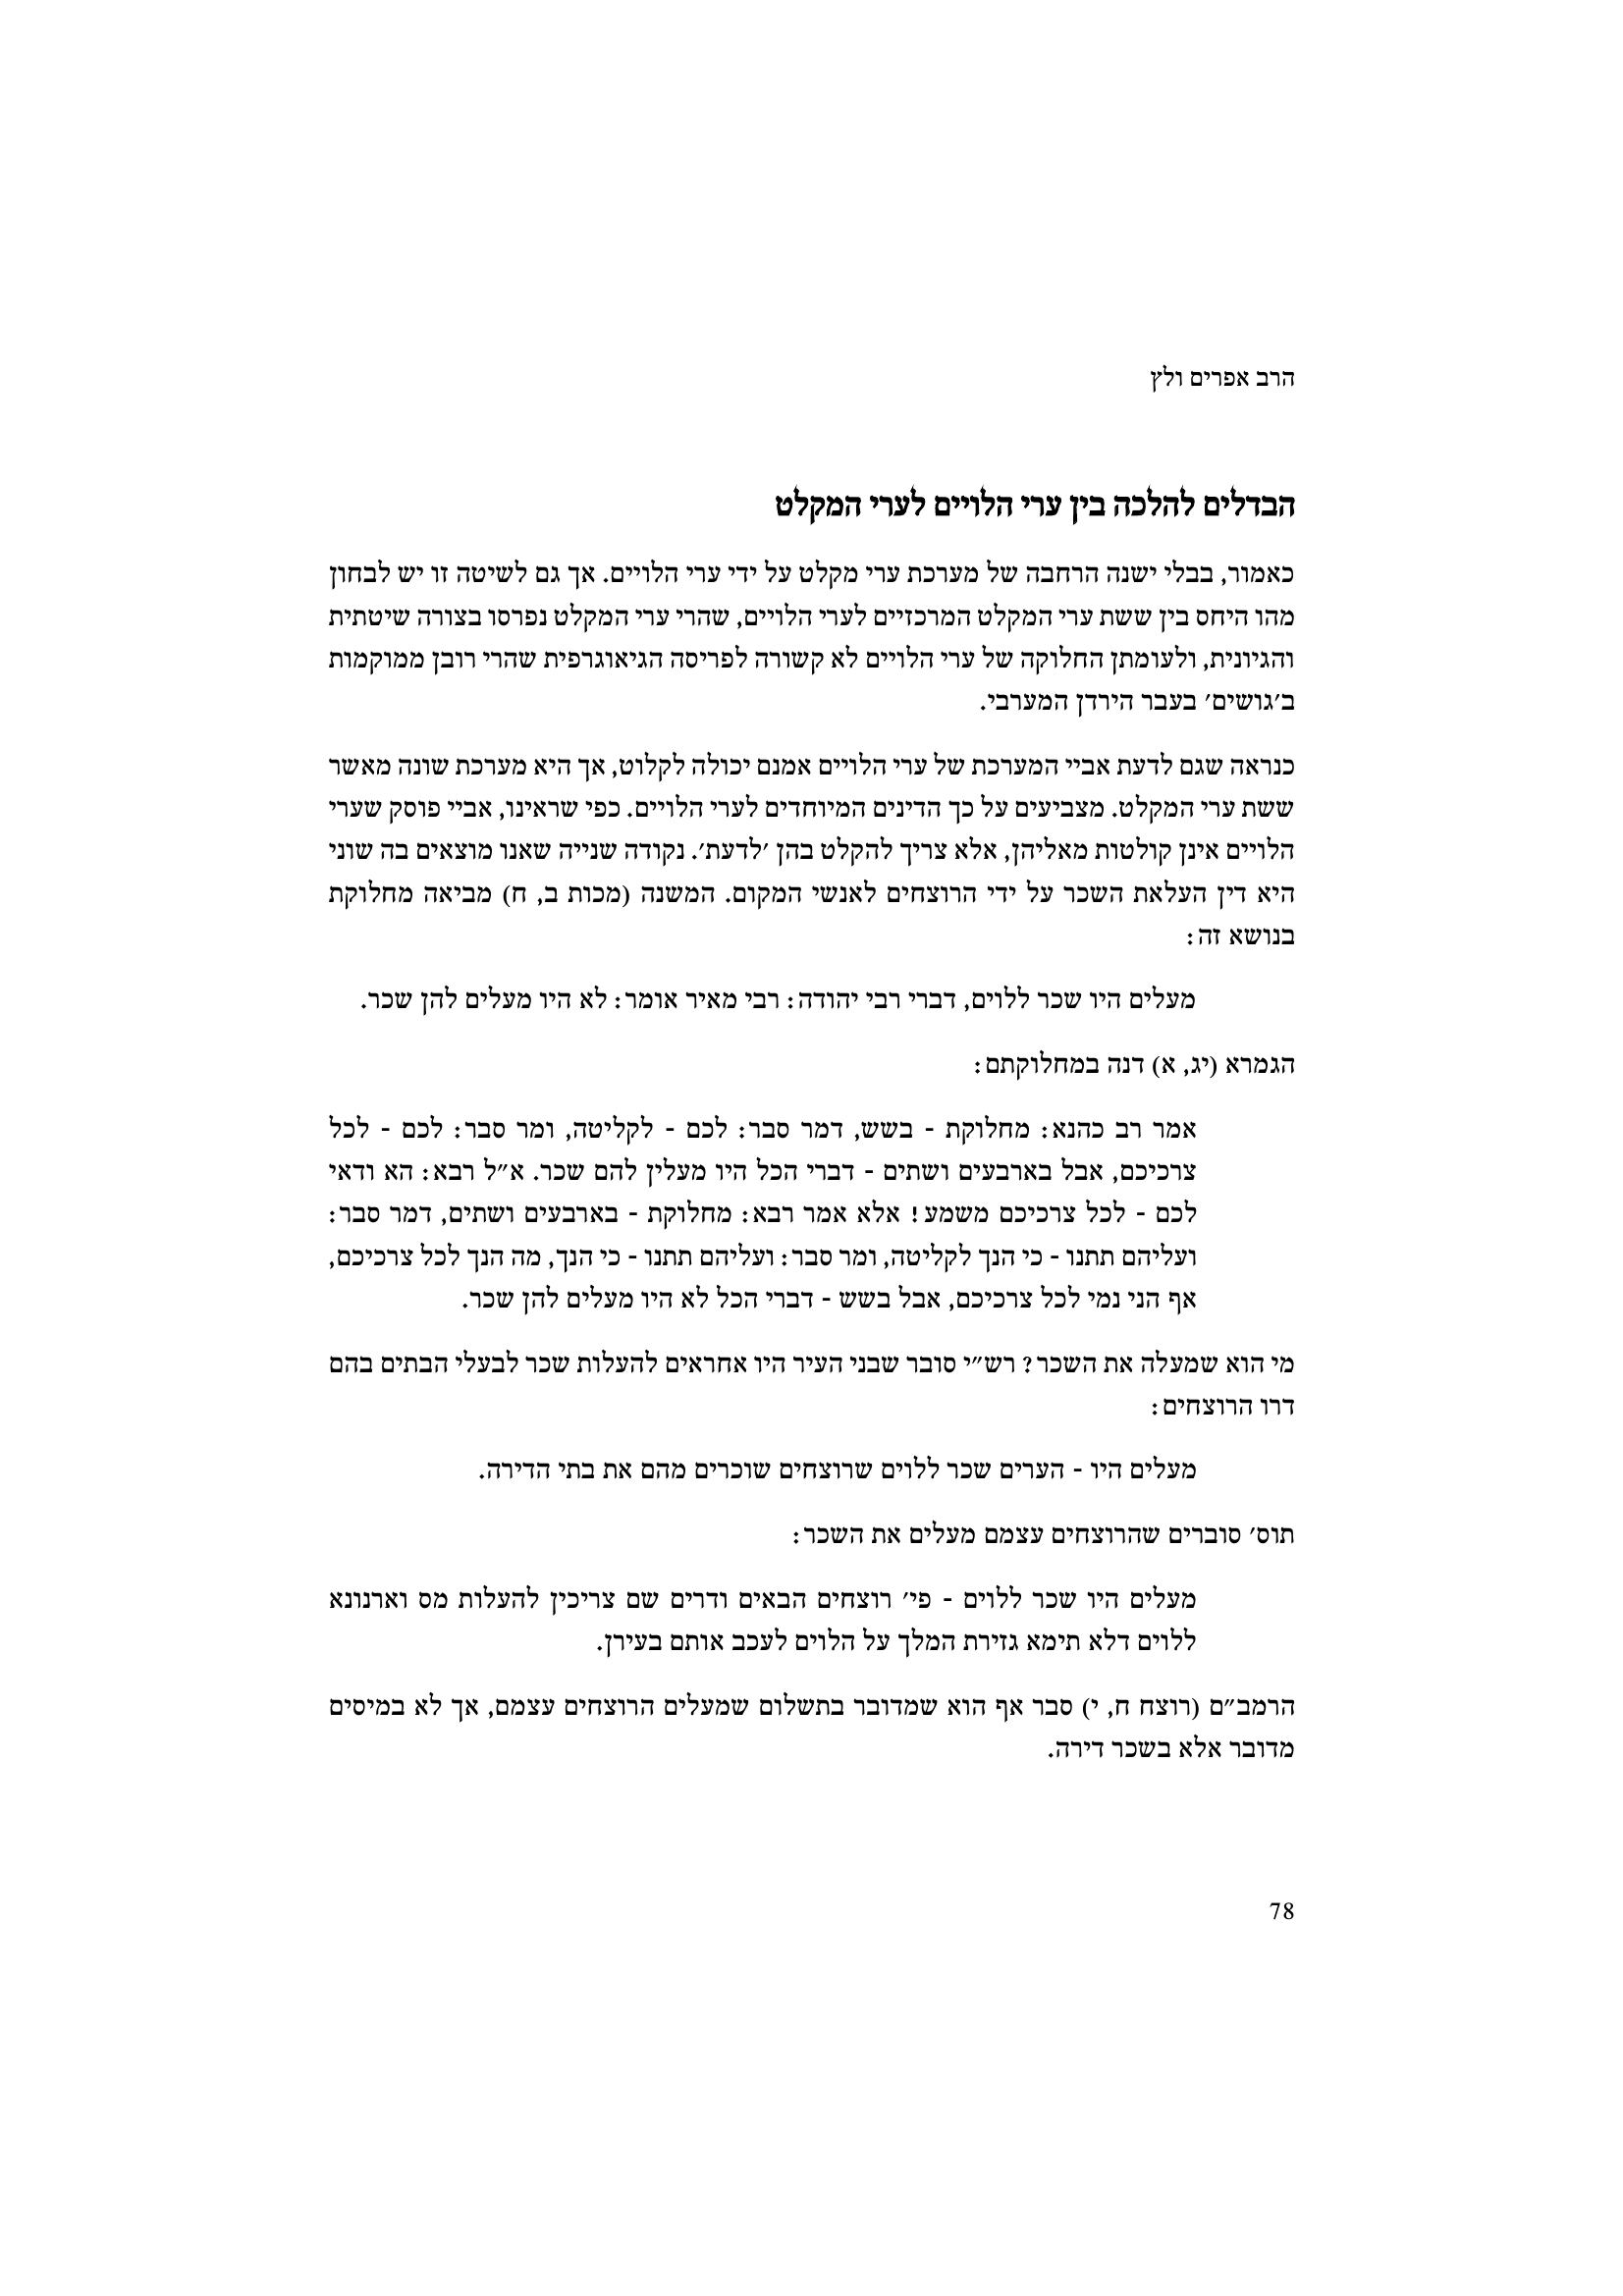 הרב אפרים ולץ
הבדלים להלכה בין ערי הלויים לערי המקלט
כאמור, בבלי ישנה הרחבה של מערכת ערי מקלט על ידי ערי הלויים. אך גם לשיטה זו יש לבחון
מהו היחס בין ששת ערי המקלט המרכזיים לערי הלויים, שהרי ערי המקלט נפרסו בצורה שיטתית
והגיונית, ולעומתן החלוקה של ערי הלויים לא קשורה לפריסה הגיאוגרפית שהרי רובן ממוקמות
ב׳גושים׳ בעבר הירדן המערבי.
כנראה שגם לדעת אביי המערכת של ערי הלויים אמנם יכולה לקלוט, אך היא מערכת שונה מאשר
ששת ערי המקלט. מצביעים על כך הדינים המיוחדים לערי הלויים. כפי שראינו, אביי פוסק שערי
הלויים אינן קולטות מאליהן, אלא צריך להקלט בהן ׳לדעת׳. נקודה שנייה שאנו מוצאים בה שוני
היא דין העלאת השכר על ידי הרוצחים לאנשי המקום. המשנה (מכות ב, ח) מביאה מחלוקת
בנושא זה:
מעלים היו שכר ללוים, דברי רבי יהודה: רבי מאיר אומר: לא היו מעלים להן שכר.
הגמרא (יג, א) דנה במחלוקתם:
אמר רב כהנא: מחלוקת - בשש, דמר סבר: לכם - לקליטה, ומר סבר: לכם - לכל
צרכיכם, אבל בארבעים ושתים - דברי הכל היו מעלין להם שכר. א״ל רבא: הא ודאי
לכם - לכל צרכיכם משמע! אלא אמר רבא: מחלוקת - בארבעים ושתים, דמר סבר:
ועליהם תתנו - כי הנך לקליטה, ומר סבר: ועליהם תתנו - כי הנך, מה הנך לכל צרכיכם,
אף הני נמי לכל צרכיכם, אבל בשש - דברי הכל לא היו מעלים להן שכר.
מי הוא שמעלה את השכר? רש״י סובר שבני העיר היו אחראים להעלות שכר לבעלי הבתים בהם
דרו הרוצחים:
מעלים היו - הערים שכר ללוים שרוצחים שוכרים מהם את בתי הדירה.
תוס׳ סוברים שהרוצחים עצמם מעלים את השכר:
מעלים היו שכר ללוים - פי׳ רוצחים הבאים ודרים שם צריכין להעלות מס וארנונא
ללוים דלא תימא גזירת המלך על הלוים לעכב אותם בעירן.
הרמב״ם (רוצח ח, י) סבר אף הוא שמדובר בתשלום שמעלים הרוצחים עצמם, אך לא במיסים
מדובר אלא בשכר דירה.
78